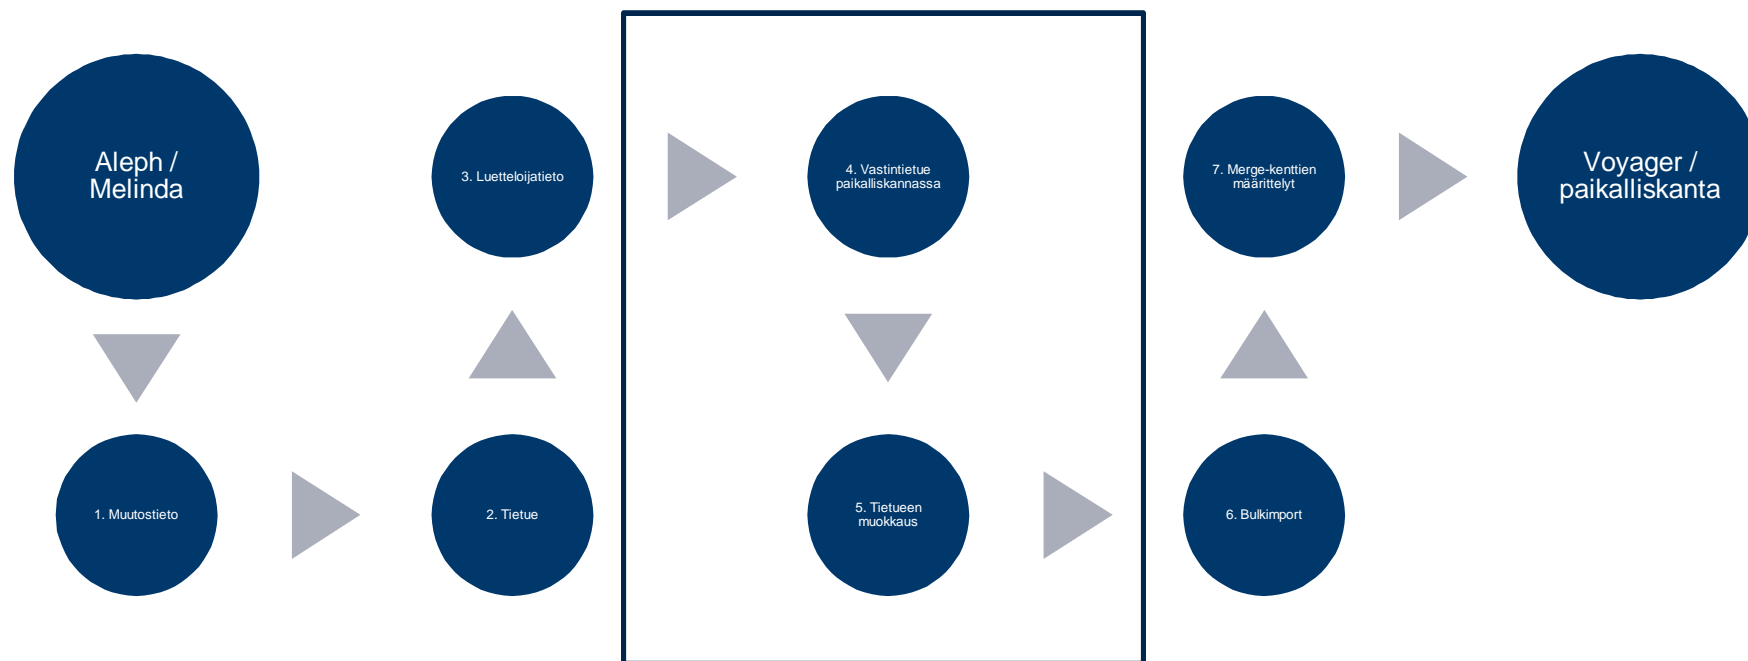 Aleph /
Melinda
1. Muutostieto
2. Tietue
3. Luetteloijatieto
4. Vastintietue
paikalliskannassa
5. Tietueen
muokkaus
6. Bulkimport
7. Merge-kenttien
määrittelyt
Voyager /
paikalliskanta